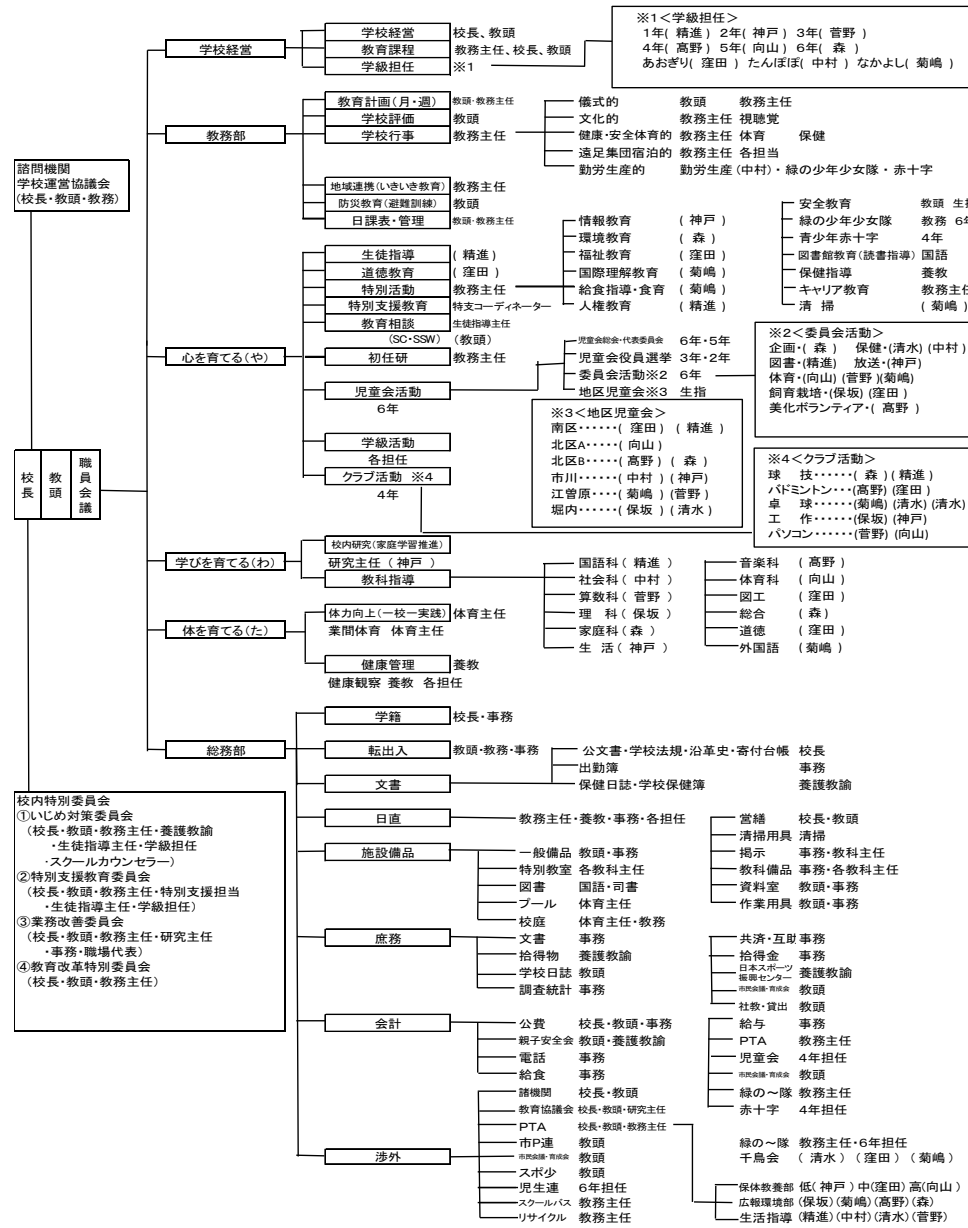 ※1＜学級担任＞
1年( 精進 ) 2年( 神戸 ) 3年( 菅野 )
4年( 髙野 ) 5年( 向山 ) 6年( 森 )
あおぎり( 窪田 ) たんぽぽ( 中村 ) なかよし( 菊嶋 )
学校経営
学校経営 校長、教頭
教育課程 教務主任、校長、教頭
学級担任 ※1
諮問機関
学校運営協議会
(校長・教頭・教務)
教務部
教育計画(月・週) 教頭・教務主任
学校評価 教頭
学校行事 教務主任
儀式的 教頭 教務主任
文化的 教務主任 視聴覚
健康・安全体育的 教務主任 体育 保健
遠足集団宿泊的 教務主任 各担当
勤労生産的 勤労生産(中村)・緑の少年少女隊・赤十字
地域連携(いきいき教育) 教務主任
防災教育(避難訓練) 教頭
日課表・管理 教頭・教務主任
心を育てる(や)
生徒指導 ( 精進 )
道徳教育 ( 窪田 )
特別活動 教務主任
特別支援教育 特支コーディネーター
教育相談 生徒指導主任
(SC・SSW) (教頭)
初任研 教務主任
児童会活動
6年
学級活動
各担任
クラブ活動 ※4
4年
情報教育 ( 神戸 )
環境教育 ( 森 )
福祉教育 ( 窪田 )
国際理解教育 ( 菊嶋 )
給食指導・食育 ( 菊嶋 )
人権教育 ( 精進 )
安全教育 教頭 生指
緑の少年少女隊 教務 6年
青少年赤十字 4年
図書館教育(読書指導) 国語
保健指導 養教
キャリア教育 教務主任
清 掃 ( 菊嶋 )
児童会総会・代表委員会 6年・5年
児童会役員選挙 3年・2年
委員会活動※2 6年
地区児童会※3 生指
※2＜委員会活動＞
企画・( 森 ) 保健・(清水) (中村)
図書・(精進) 放送・(神戸)
体育・(向山) (菅野) (菊嶋)
飼育栽培・(保坂) (窪田)
美化ボランティア・( 髙野 )
※3＜地区児童会＞
南区‥‥‥( 窪田 ) ( 精進 )
北区A‥‥・( 向山 )
北区B‥‥・( 髙野 ) ( 森 )
市川‥‥‥( 中村 ) ( 神戸 )
江曽原‥‥・( 菊嶋 ) (菅野)
堀内‥‥‥( 保坂 ) ( 清水 )
※4＜クラブ活動＞
球 技‥‥‥( 森 ) ( 精進 )
バドミントン‥・(髙野) (窪田)
卓 球‥‥‥(菊嶋) (清水) (清水)
工 作‥‥‥(保坂) (神戸)
パソコン‥‥‥(菅野) (向山)
校長
教頭
職員会議
学びを育てる(わ)
校内研究(家庭学習推進)
研究主任 ( 神戸 )
教科指導
国語科 ( 精進 )
社会科 ( 中村 )
算数科 ( 菅野 )
理 科 ( 保坂 )
家庭科 ( 森 )
生 活 ( 神戸 )
音楽科 ( 髙野 )
体育科 ( 向山 )
図工 ( 窪田 )
総合 ( 森 )
道徳 ( 窪田 )
外国語 ( 菊嶋 )
体を育てる(た)
体力向上(一校一実践) 体育主任
業間体育 体育主任
健康管理 養教
健康観察 養教 各担任
総務部
学籍 校長・事務
転出入 教頭・教務・事務
文書
公文書・学校法規・沿革史・寄付台帳 校長
出勤簿 事務
保健日誌・学校保健簿 養護教諭
日直 教務主任・養教・事務・各担任
施設備品
一般備品 教頭・事務
特別教室 各教科主任
図書 国語・司書
プール 体育主任
校庭 体育主任・教務
営繕 校長・教頭
清掃用具 清掃
掲示 事務・教科主任
教科備品 事務・各教科主任
資料室 教頭・事務
作業用具 教頭・事務
校内特別委員会
①いじめ対策委員会
(校長・教頭・教務主任・養護教諭
・生徒指導主任・学級担任
・スクールカウンセラー)
②特別支援教育委員会
(校長・教頭・教務主任・特別支援担当
・生徒指導主任・学級担任)
③業務改善委員会
(校長・教頭・教務主任・研究主任
・事務・職場代表)
④教育改革特別委員会
(校長・教頭・教務主任)
庶務
文書 事務
拾得物 養護教諭
学校日誌 教頭
調査統計 事務
共済・互助 事務
拾得金 事務
日本スポーツ
振興センター 養護教諭
市民会議・育成会 教頭
社教・貸出 教頭
会計
公費 校長・教頭・事務
親子安全会 教頭・養護教諭
電話 事務
給食 事務
給与 事務
PTA 教務主任
児童会 4年担任
市民会議・育成会 教頭
緑の～隊 教務主任
赤十字 4年担任
渉外
諸機関 校長・教頭
教育協議会 校長・教頭・研究主任
PTA 校長・教頭・教務主任
市P連 教頭
市民会議・育成会 教頭
スポ少 教頭
児生連 6年担任
スクールバス 教務主任
リサイクル 教務主任
緑の～隊 教務主任・6年担任
千鳥会 ( 清水 ) ( 窪田 ) ( 菊嶋 )
保体教養部 低( 神戸 ) 中(窪田) 高(向山)
広報環境部 (保坂) (菊嶋) (髙野) (森)
生活指導 (精進) (中村) (清水) (菅野)